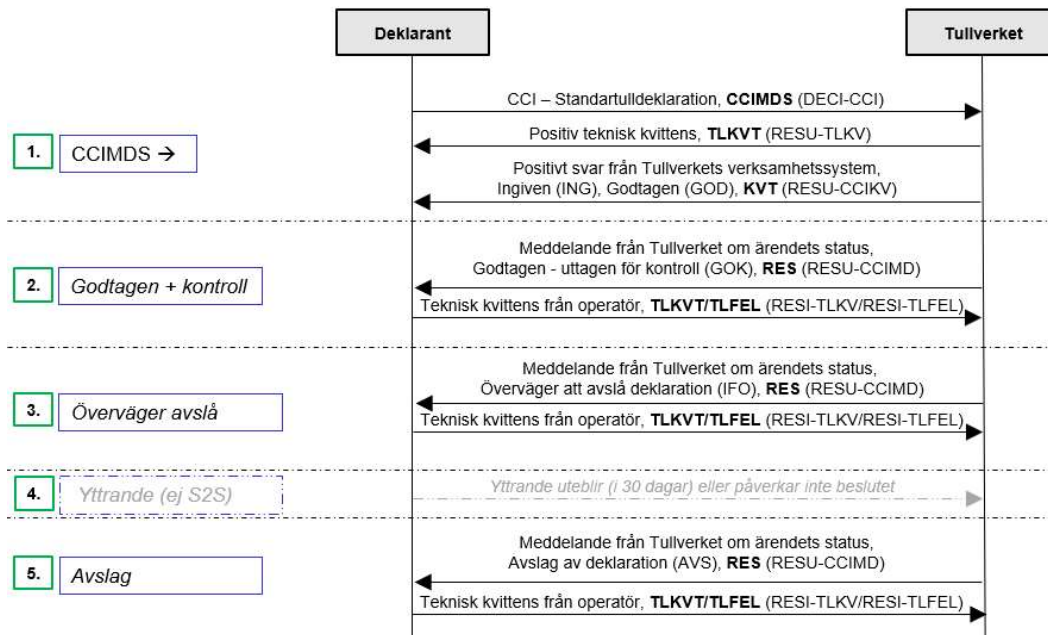 Deklarant
Tullverket
CCI – Standartulldeklaration, CCIMDS (DECI-CCI)
1.
CCIMDS →
Positiv teknisk kvittens, TLKVT (RESU-TLKV)
Positivt svar från Tullverkets verksamhetssystem,
Ingiven (ING), Godtagen (GOD), KVT (RESU-CCIKV)
2.
Godtagen + kontroll
Meddelande från Tullverket om ärendets status,
Godtagen - uttagen för kontroll (GOK), RES (RESU-CCIMD)
Teknisk kvittens från operatör, TLKVT/TLFEL (RESI-TLKV/RESI-TLFEL)
3.
Överväger avslå
Meddelande från Tullverket om ärendets status,
Överväger att avslå deklaration (IFO), RES (RESU-CCIMD)
Teknisk kvittens från operatör, TLKVT/TLFEL (RESI-TLKV/RESI-TLFEL)
4.
Yttrande (ej S2S)
Yttrande uteblir (i 30 dagar) eller påverkar inte beslutet
5.
Avslag
Meddelande från Tullverket om ärendets status,
Avslag av deklaration (AVS), RES (RESU-CCIMD)
Teknisk kvittens från operatör, TLKVT/TLFEL (RESI-TLKV/RESI-TLFEL)